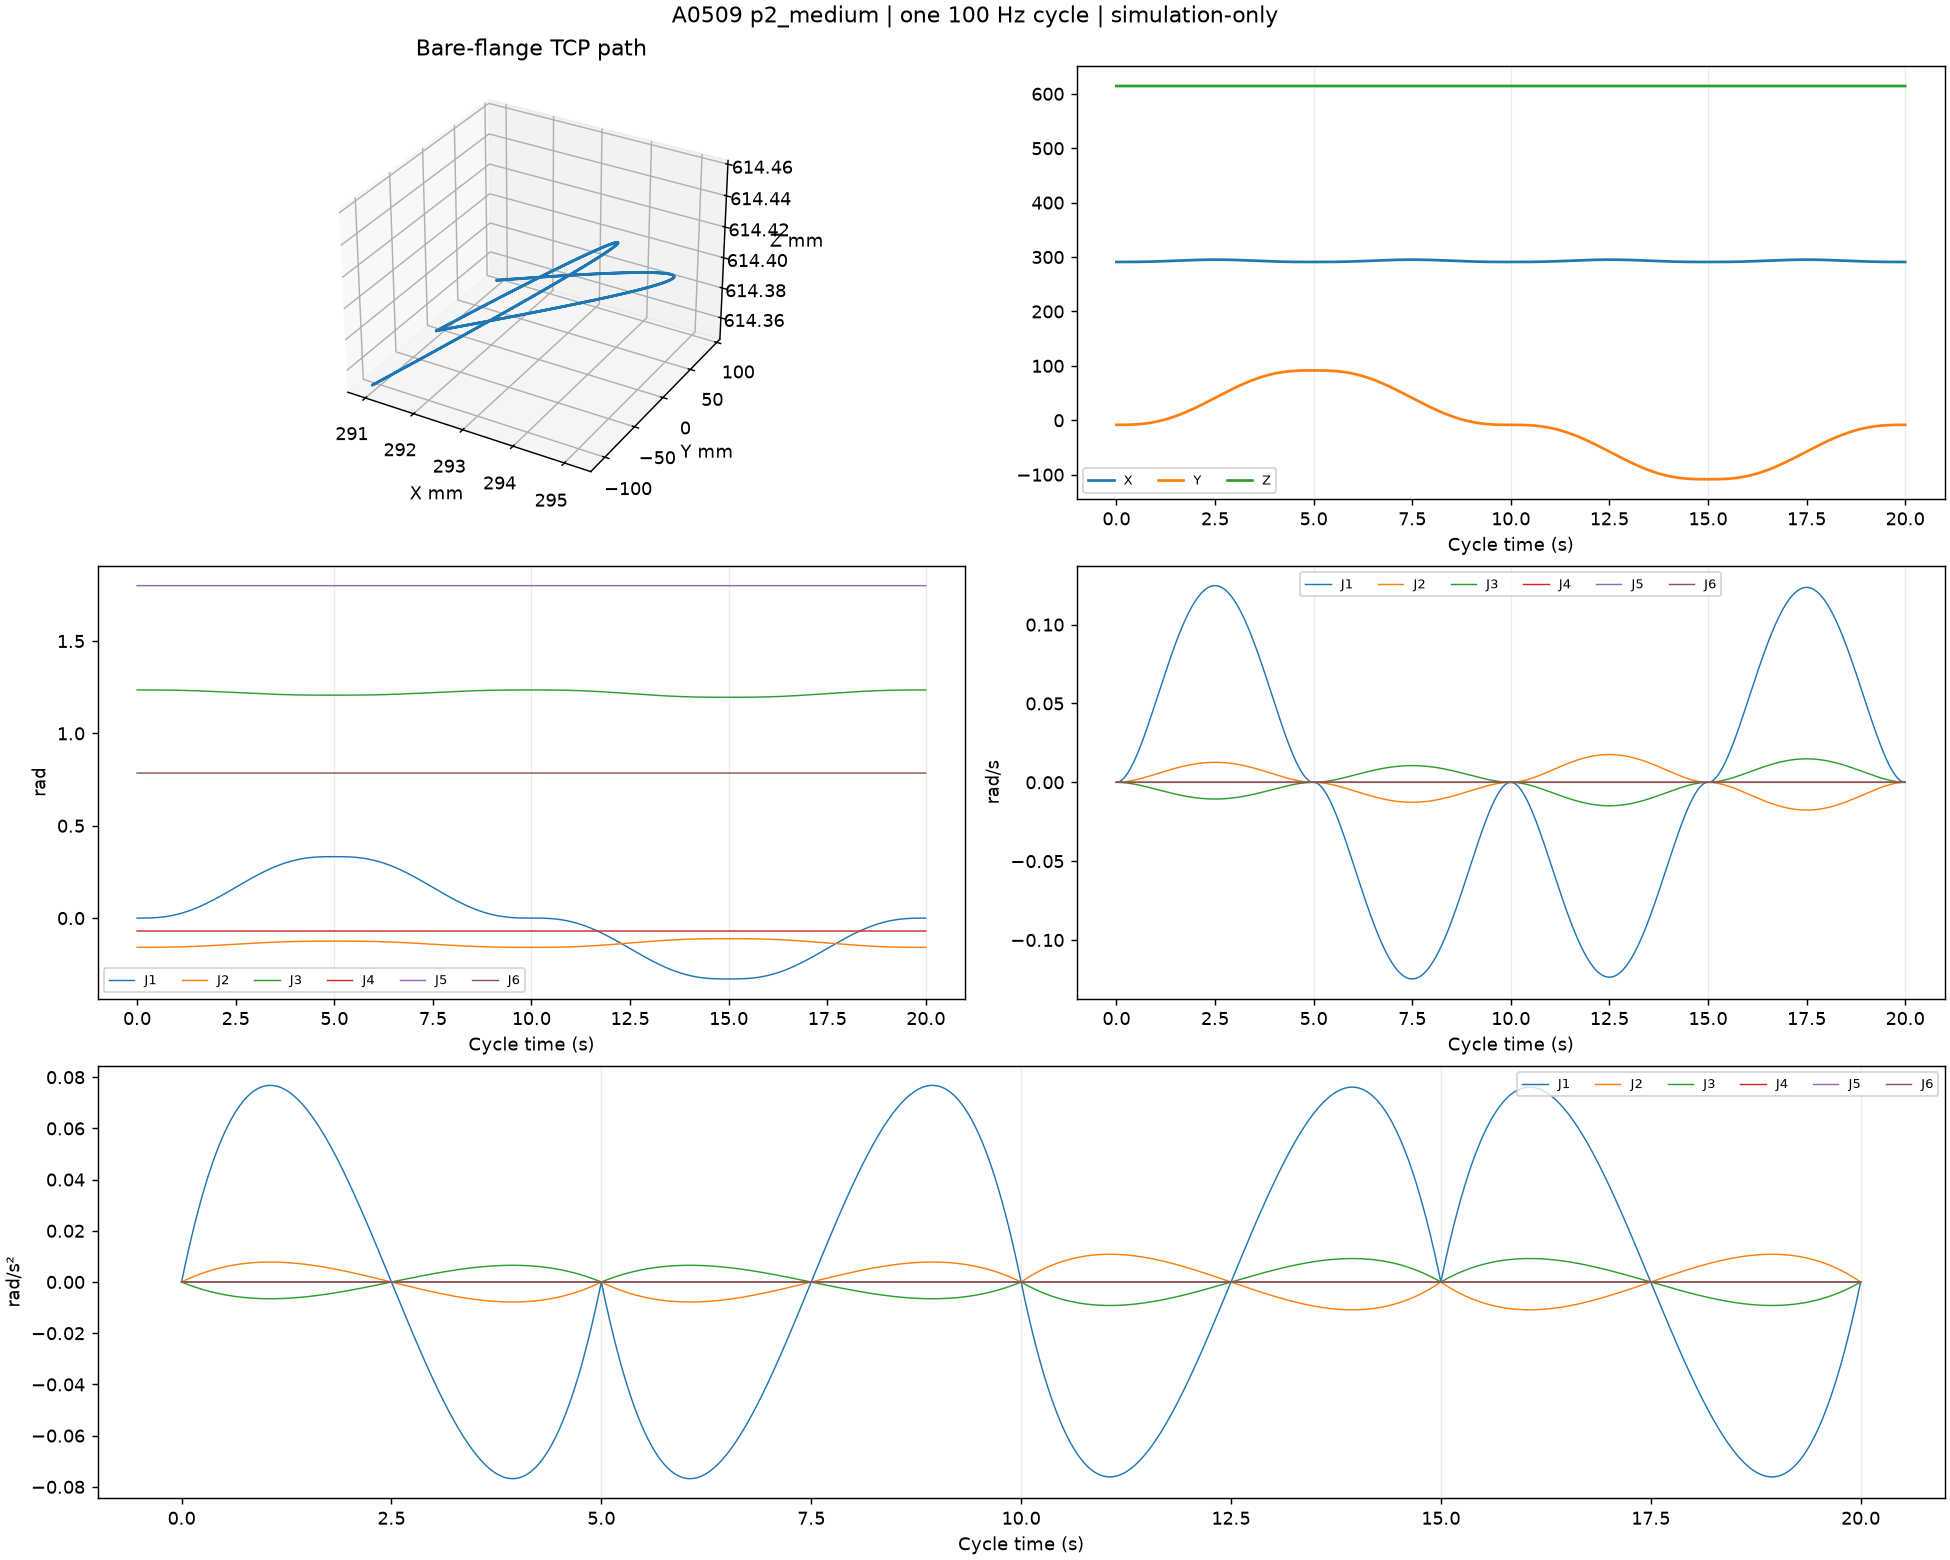 A0509 p2_medium | one 100 Hz cycle | simulation-only
Bare-flange TCP path
614.46
614.44
614.42
Z mm
614.40
614.38
614.36
100
50
0
−50
−100
Y mm
291
292
293
294
295
X mm
600
500
400
300
200
100
0
−100
X Y Z
0.0 2.5 5.0 7.5 10.0 12.5 15.0 17.5 20.0
Cycle time (s)
rad
1.5
1.0
0.5
0.0
J1 J2 J3 J4 J5 J6
0.0 2.5 5.0 7.5 10.0 12.5 15.0 17.5 20.0
Cycle time (s)
rad/s
J1 J2 J3 J4 J5 J6
0.10
0.05
0.00
−0.05
−0.10
0.0 2.5 5.0 7.5 10.0 12.5 15.0 17.5 20.0
Cycle time (s)
rad/s²
J1 J2 J3 J4 J5 J6
0.08
0.06
0.04
0.02
0.00
−0.02
−0.04
−0.06
−0.08
0.0 2.5 5.0 7.5 10.0 12.5 15.0 17.5 20.0
Cycle time (s)